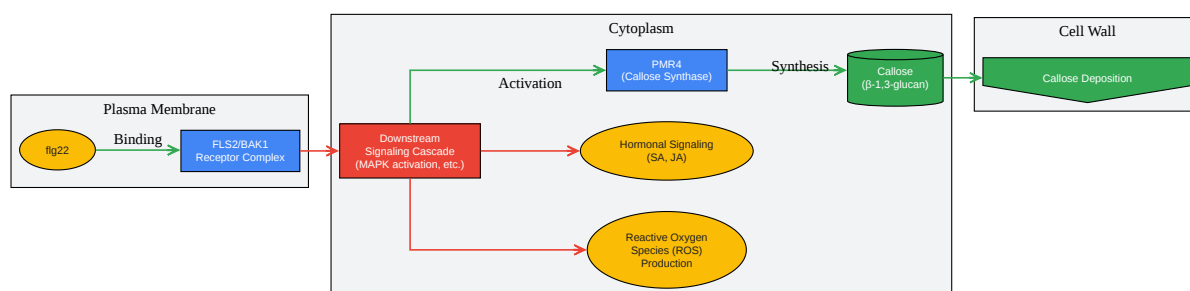 Cytoplasm
Cell Wall
PMR4
(Callose Synthase)
Synthesis
Callose
(β-1,3-glucan)
Callose Deposition
Activation
Plasma Membrane
Binding
flg22
FLS2/BAK1
Receptor Complex
Downstream
Signaling Cascade
(MAPK activation, etc.)
Hormonal Signaling
(SA, JA)
Reactive Oxygen
Species (ROS)
Production